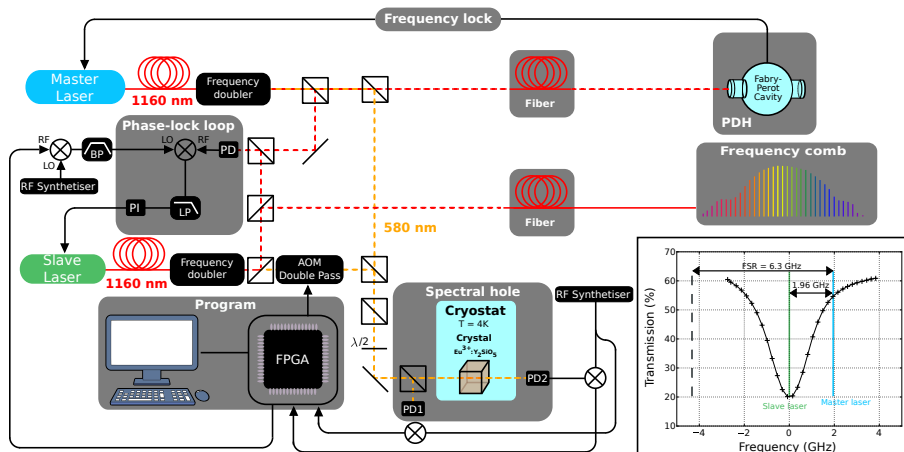 Frequency lock
Master
Laser
1160 nm
Frequency
doubler
Fiber
Fabry-
Perot
Cavity
PDH
Phase-lock loop
RF
LO
BP
LO
RF
PD
RF Synthetiser
PI
LP
Frequency comb
Fiber
580 nm
Slave
Laser
1160 nm
Frequency
doubler
AOM
Double Pass
Program
FPGA
λ/2
Spectral hole
Cryostat
T = 4K
Crystal
Eu³⁺:Y₂SiO₅
PD1
PD2
RF Synthetiser
Transmission (%)
70
60
50
40
30
20
10
FSR = 6.3 GHz
1.96 GHz
Slave laser
Master laser
−4
−2
0
2
4
Frequency (GHz)